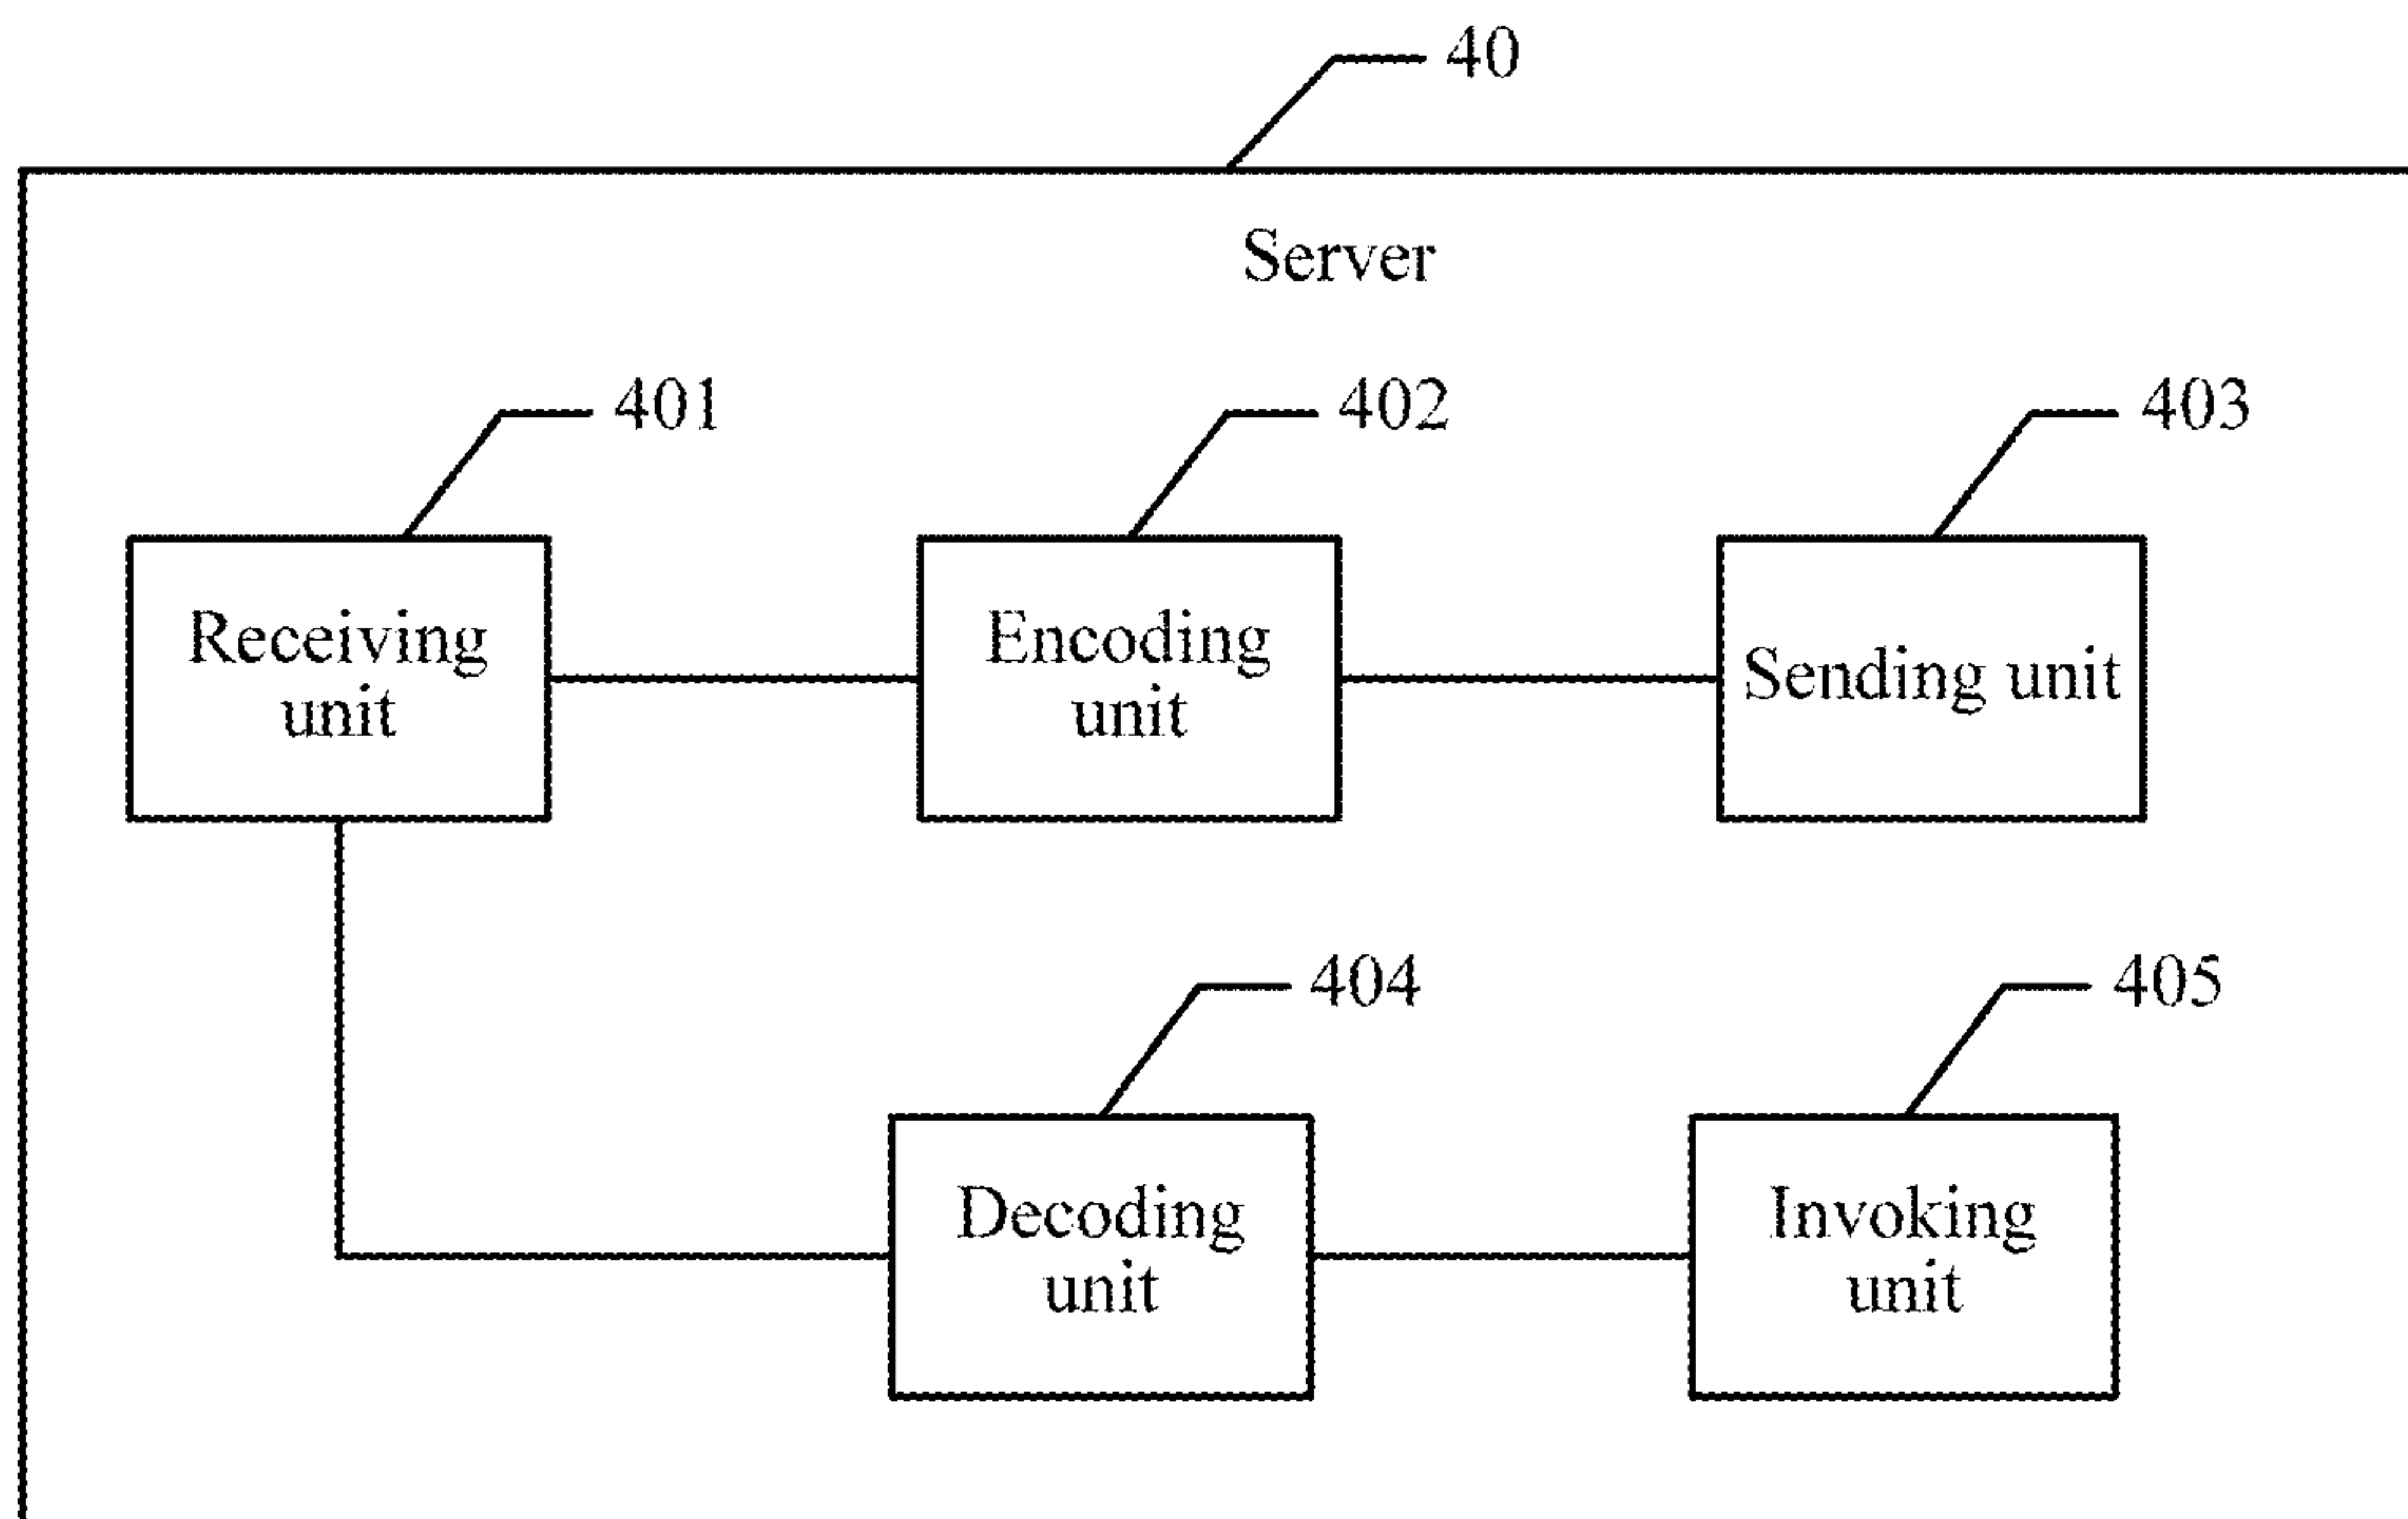 40
Server
401
402
403
Receiving
unit
Encoding
unit
Sending unit
404
405
Decoding
unit
Invoking
unit